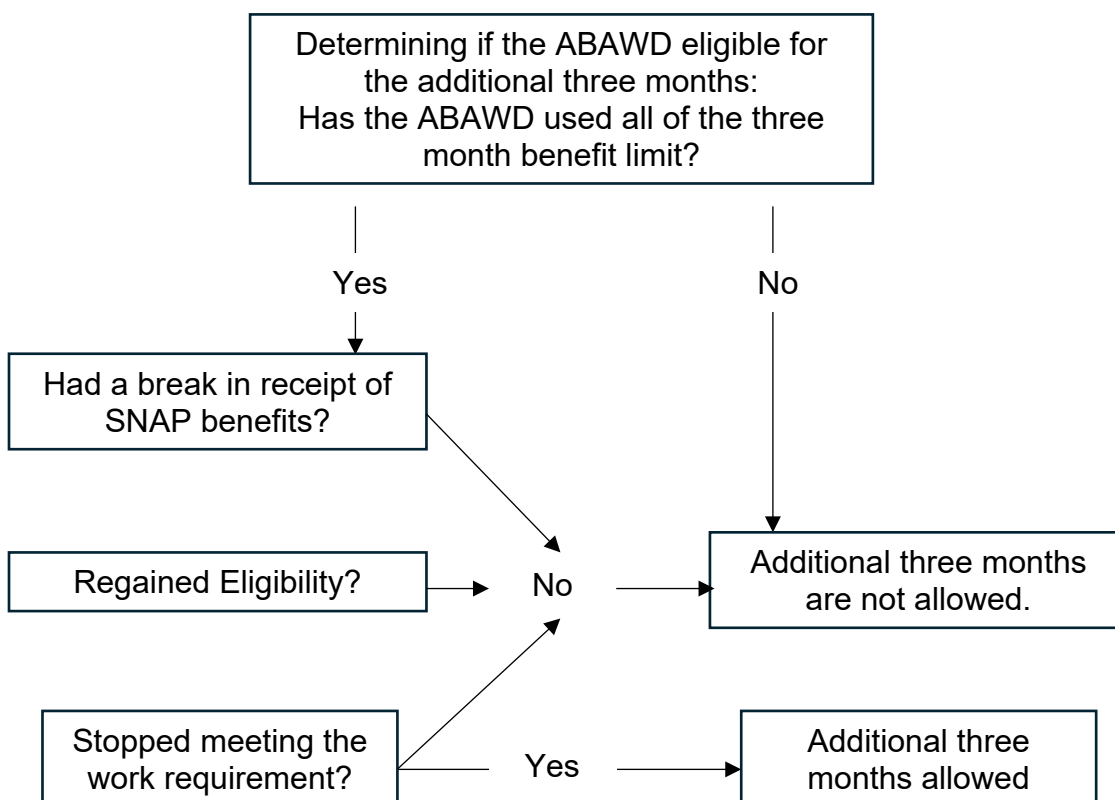 Determining if the ABAWD eligible for
the additional three months:
Has the ABAWD used all of the three
month benefit limit?
Yes
No
Had a break in receipt of
SNAP benefits?
Regained Eligibility?
No
Additional three months
are not allowed.
Stopped meeting the
work requirement?
Yes
Additional three
months allowed